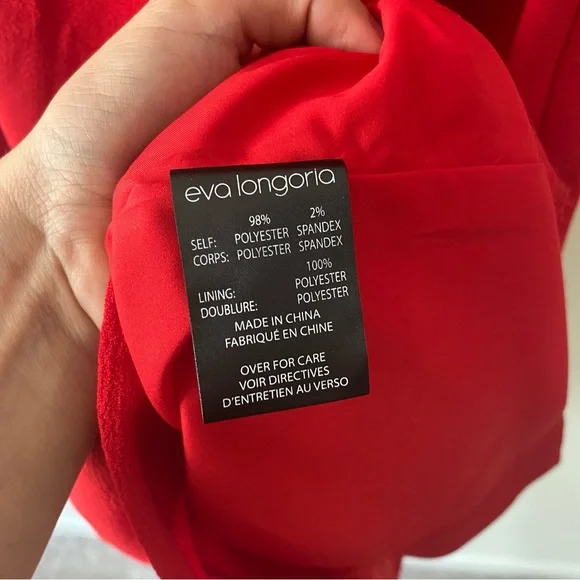 eva longoria
98% 2%
SELF: POLYESTER SPANDEX
CORPS: POLYESTER SPANDEX
100%
LINING: POLYESTER
DOUBLURE: POLYESTER
MADE IN CHINA
FABRIQUÉ EN CHINE
OVER FOR CARE
VOIR DIRECTIVES
D'ENTRETIEN AU VERSO